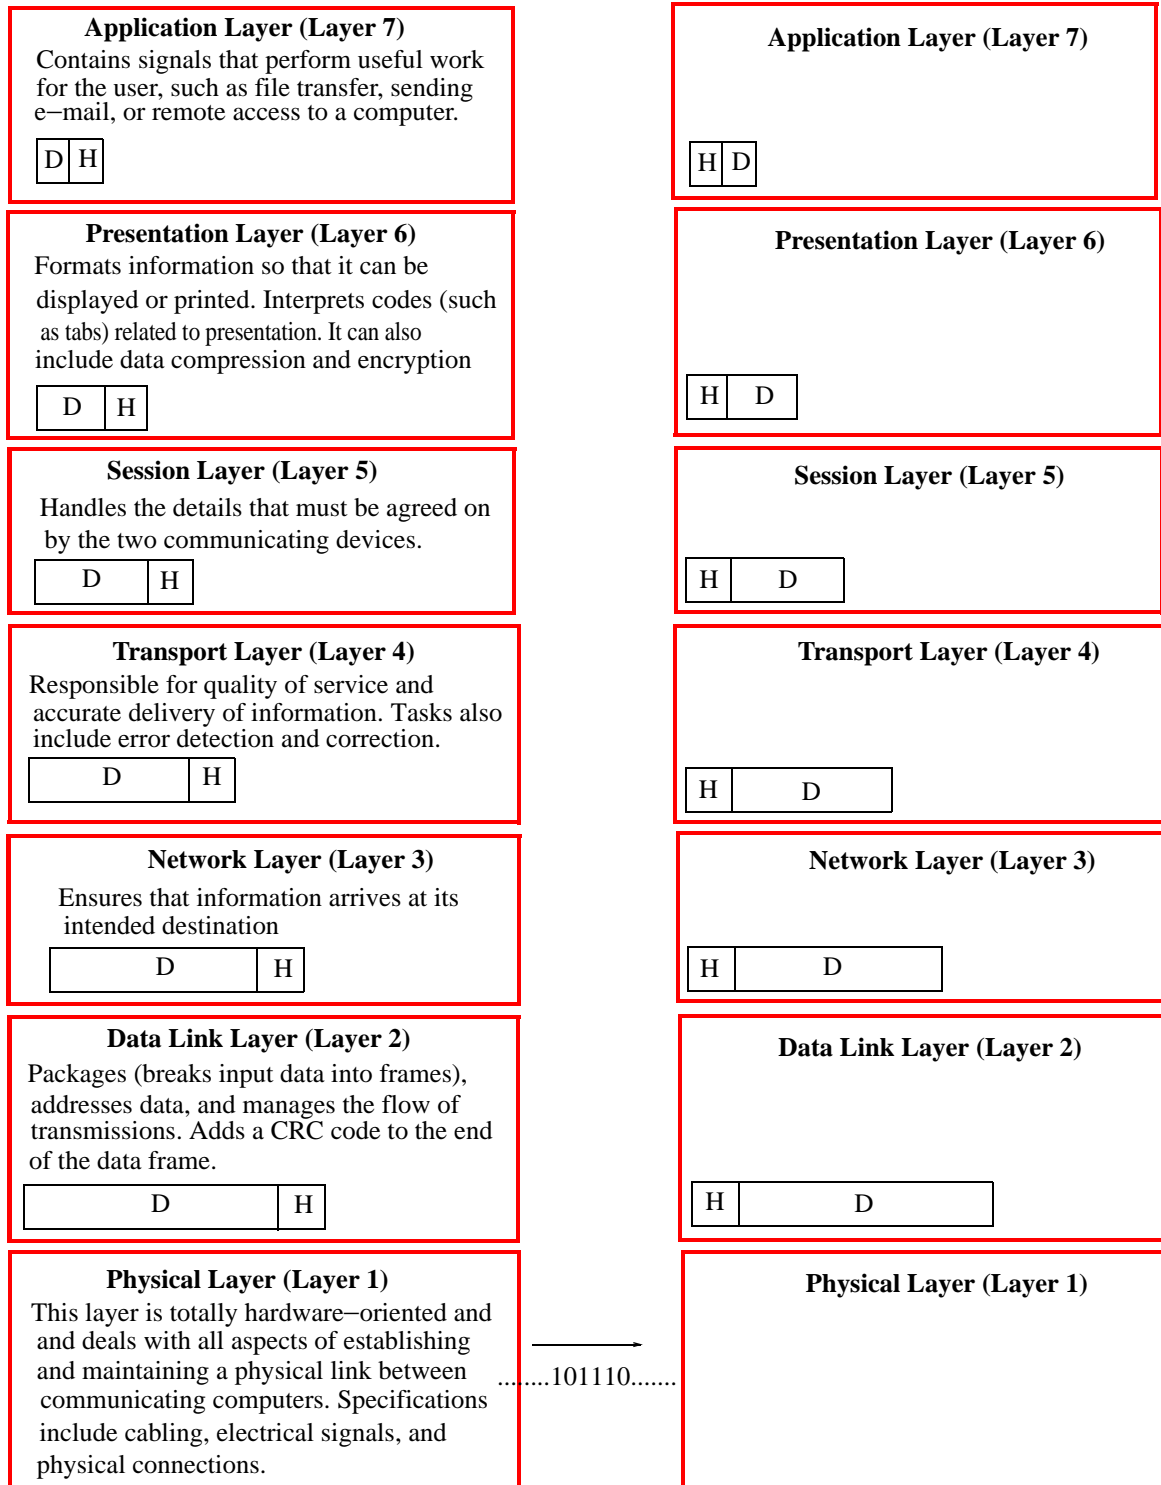 Application Layer (Layer 7)
Contains signals that perform useful work
for the user, such as file transfer, sending
e−mail, or remote access to a computer.
D H
Presentation Layer (Layer 6)
Formats information so that it can be
displayed or printed. Interprets codes (such
as tabs) related to presentation. It can also
include data compression and encryption
D H
Session Layer (Layer 5)
Handles the details that must be agreed on
by the two communicating devices.
D H
Transport Layer (Layer 4)
Responsible for quality of service and
accurate delivery of information. Tasks also
include error detection and correction.
D H
Network Layer (Layer 3)
Ensures that information arrives at its
intended destination
D H
Data Link Layer (Layer 2)
Packages (breaks input data into frames),
addresses data, and manages the flow of
transmissions. Adds a CRC code to the end
of the data frame.
D H
Physical Layer (Layer 1)
This layer is totally hardware−oriented and
and deals with all aspects of establishing
and maintaining a physical link between
communicating computers. Specifications
include cabling, electrical signals, and
physical connections.
........101110.......
Application Layer (Layer 7)
H D
Presentation Layer (Layer 6)
H D
Session Layer (Layer 5)
H D
Transport Layer (Layer 4)
H D
Network Layer (Layer 3)
H D
Data Link Layer (Layer 2)
H D
Physical Layer (Layer 1)